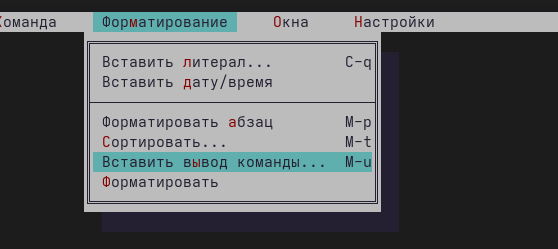 Команда Форматирование Окна Настройки
Вставить литерал... C-q
Вставить дату/время
Форматировать абзац M-p
Сортировать... M-t
Вставить вывод команды... M-u
Форматировать